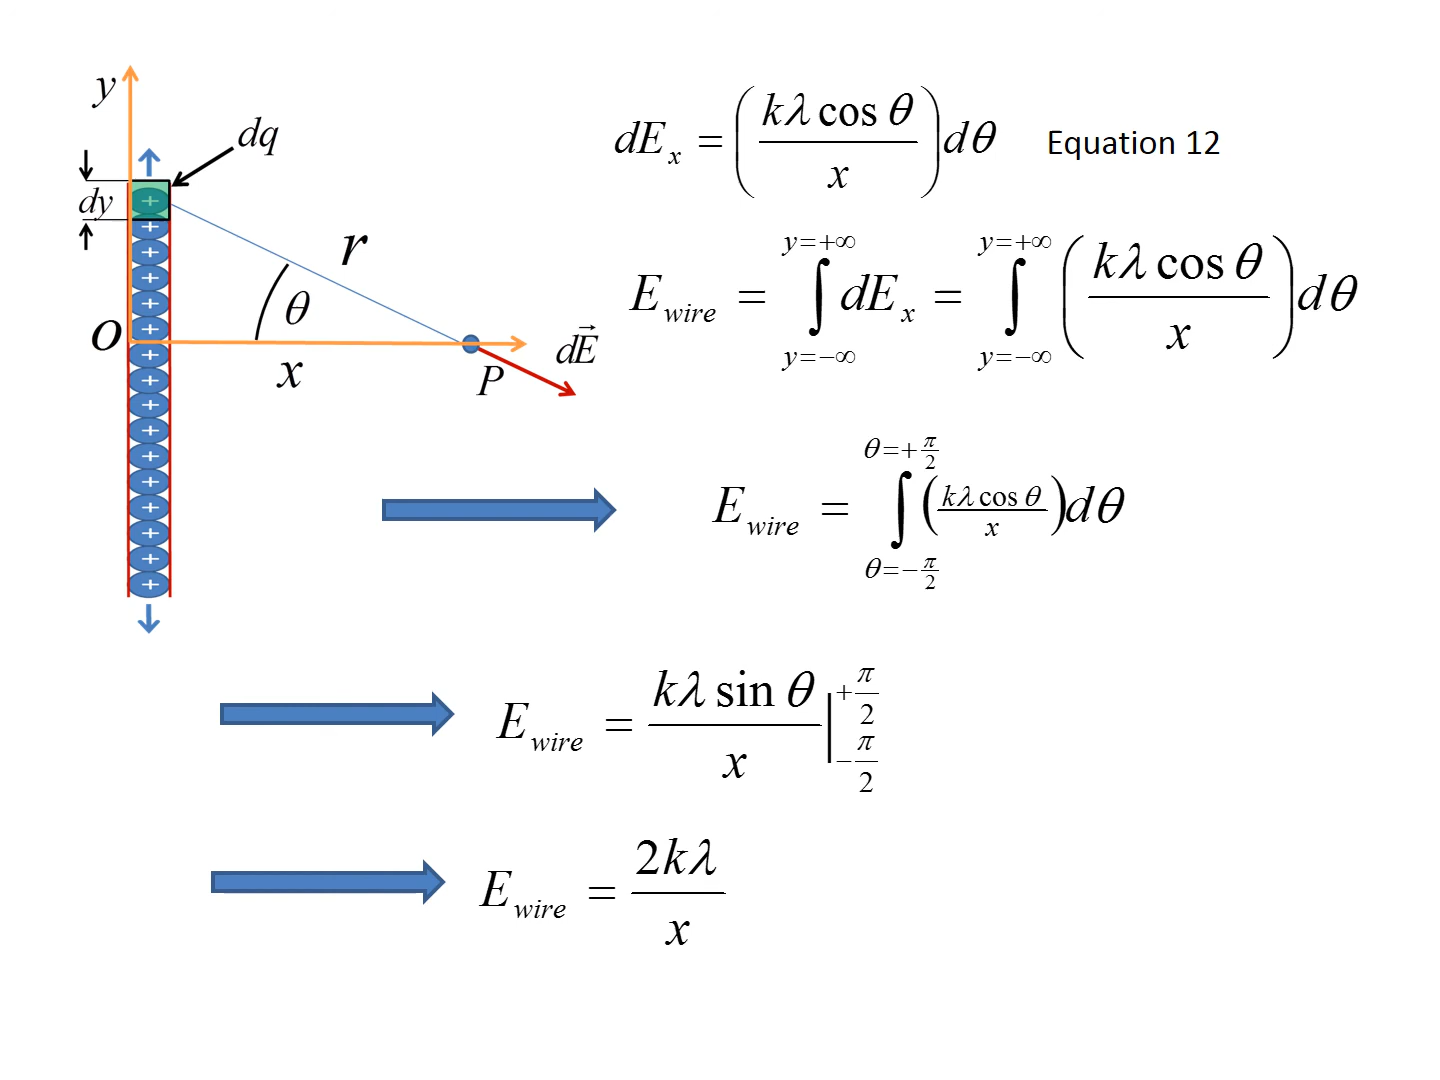 y
dq
dy
r
θ
O
x
P
dE⃗
dE_x = (kλ cos θ / x) dθ Equation 12
E_wire = ∫_{y=−∞}^{y=+∞} dE_x = ∫_{y=−∞}^{y=+∞} (kλ cos θ / x) dθ
E_wire = ∫_{θ=−π/2}^{θ=+π/2} (kλ cos θ / x) dθ
E_wire = kλ sin θ / x |_{−π/2}^{+π/2}
E_wire = 2kλ / x